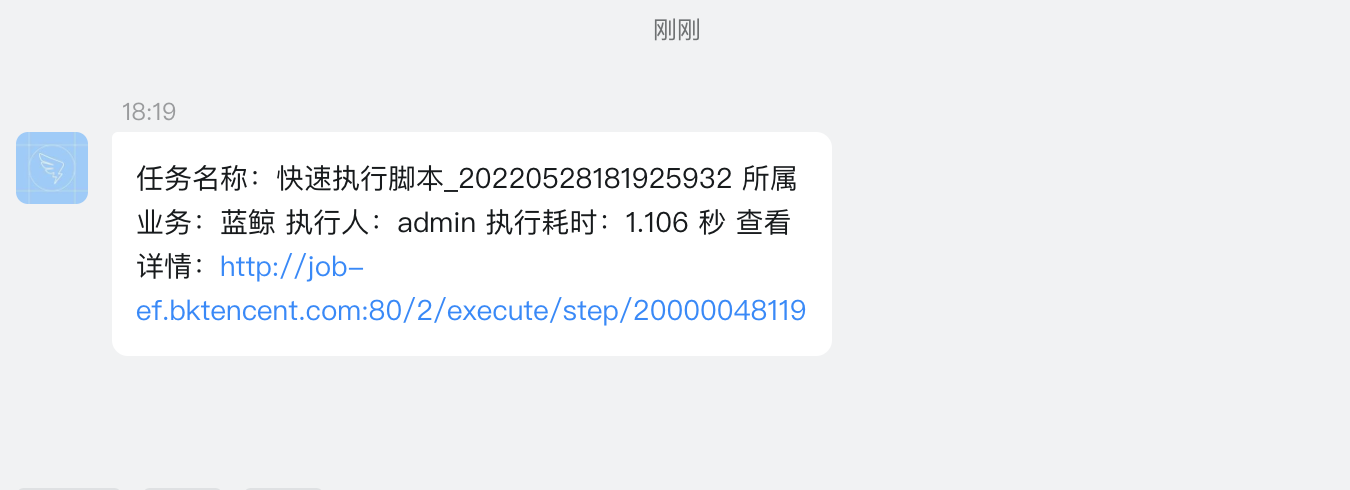 刚刚
18:19
任务名称：快速执行脚本_20220528181925932 所属
业务：蓝鲸 执行人：admin 执行耗时：1.106 秒 查看
详情：http://job-
ef.bktencent.com:80/2/execute/step/20000048119